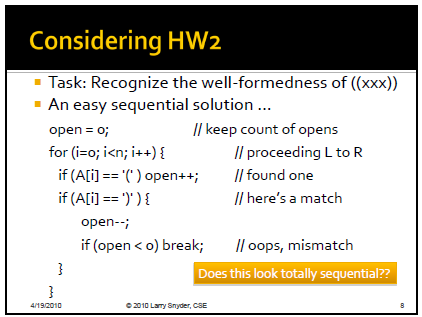 Considering HW2
Task: Recognize the well-formedness of ((xxx))
An easy sequential solution ...
open = 0; // keep count of opens
for (i=0; i<n; i++) { // proceeding L to R
if (A[i] == '(' ) open++; // found one
if (A[i] == ')' ) { // here's a match
open--;
if (open < 0) break; // oops, mismatch
}
Does this look totally sequential??
}
4/19/2010 © 2010 Larry Snyder, CSE 8